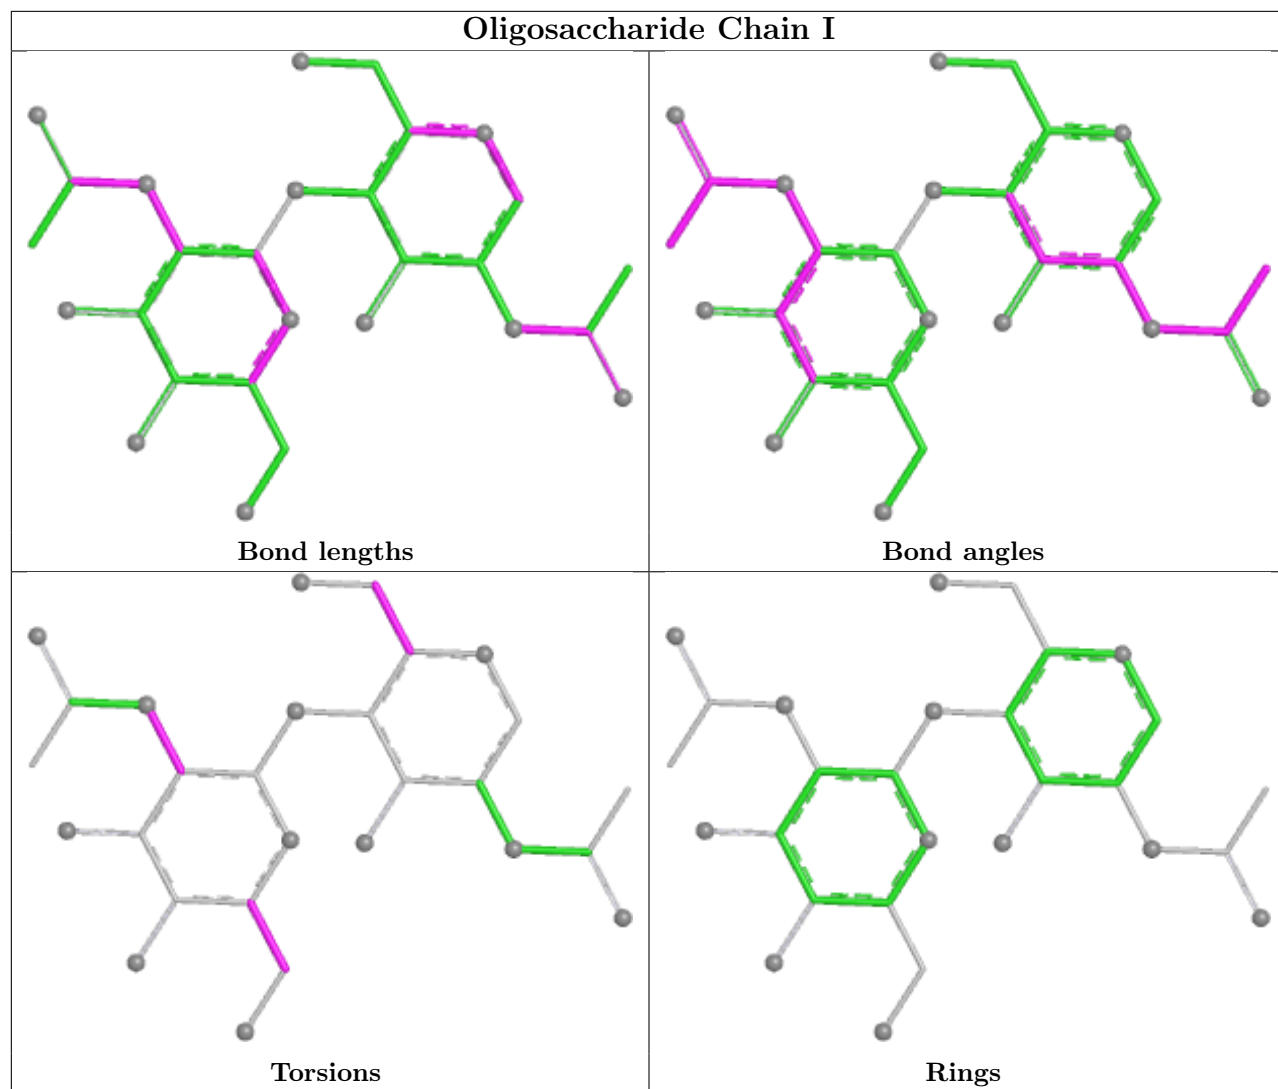 Oligosaccharide Chain I
Bond lengths
Bond angles
Torsions
Rings